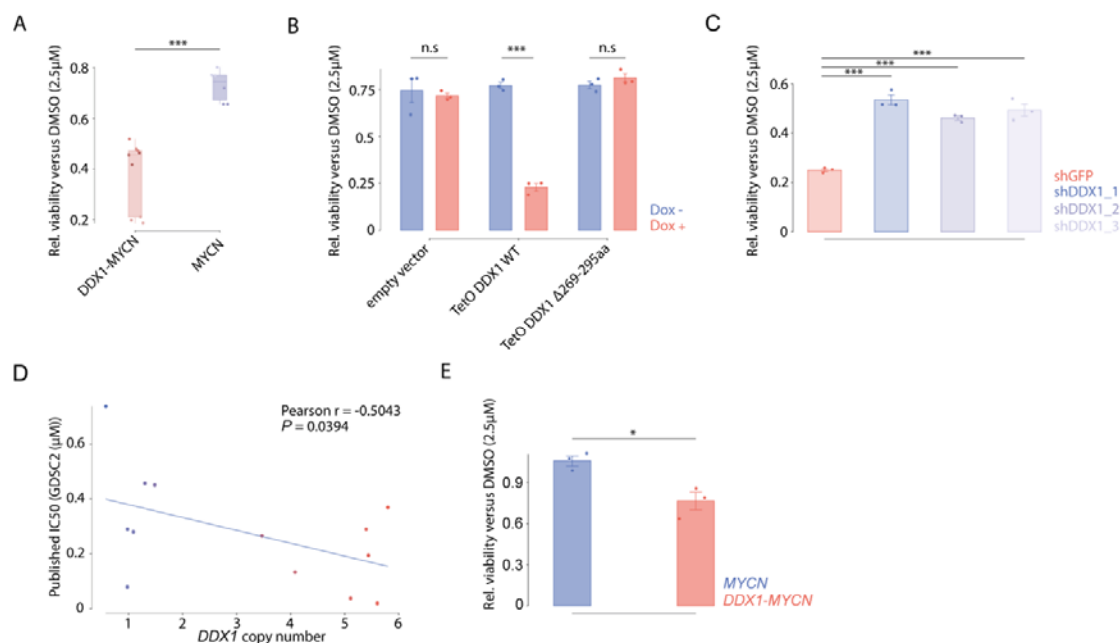 A
Rel. viability versus DMSO (2.5μM)
***
0.8
0.6
0.4
0.2
DDX1-MYCN
MYCN
B
Rel. viability versus DMSO (2.5μM)
n.s
***
n.s
0.75
0.25
0
Dox -
Dox +
empty vector
TetO DDX1 WT
TetO DDX1 Δ269-295aa
C
Rel. viability versus DMSO (2.5μM)
***
***
***
0.6
0.4
0.2
0
shGFP
shDDX1_1
shDDX1_2
shDDX1_3
D
Published IC50 (GDSC2 (μM))
Pearson r = -0.5043
P = 0.0394
0.6
0.4
0.2
0
1
2
3
4
5
6
DDX1 copy number
E
Rel. viability versus DMSO (2.5μM)
*
0.9
0.6
0.3
0
MYCN
DDX1-MYCN